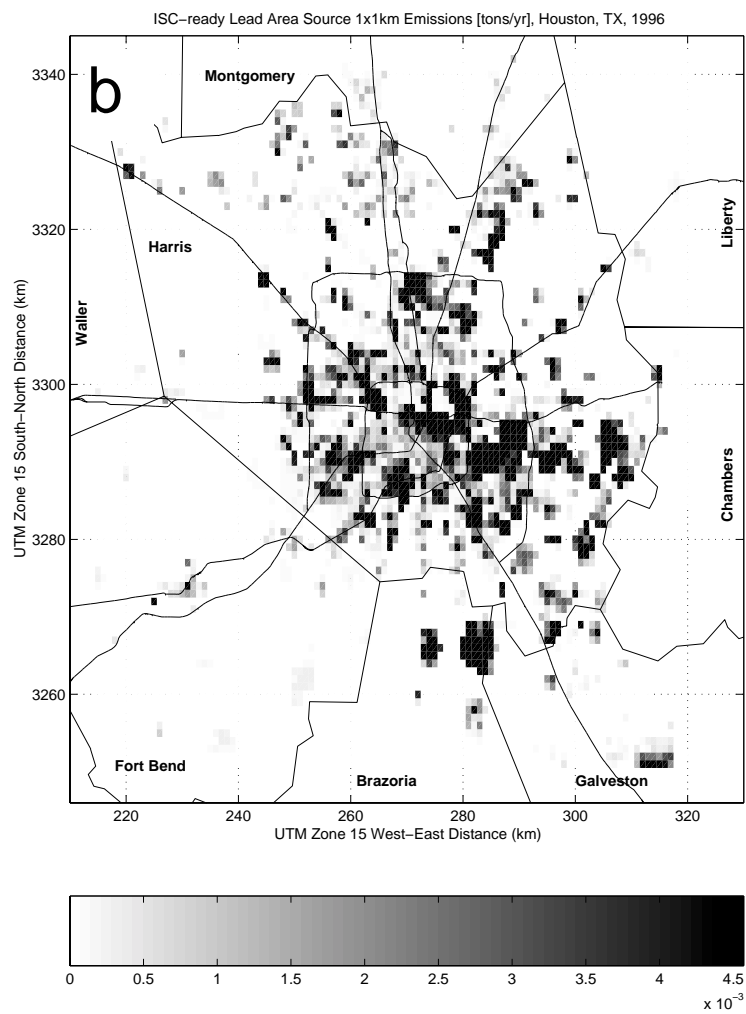 ISC−ready Lead Area Source 1x1km Emissions [tons/yr], Houston, TX, 1996
b
Montgomery
Harris
Liberty
Waller
Chambers
Fort Bend
Brazoria
Galveston
3340
3320
3300
3280
3260
UTM Zone 15 South−North Distance (km)
220 240 260 280 300 320
UTM Zone 15 West−East Distance (km)
0 0.5 1 1.5 2 2.5 3 3.5 4 4.5
x 10−3